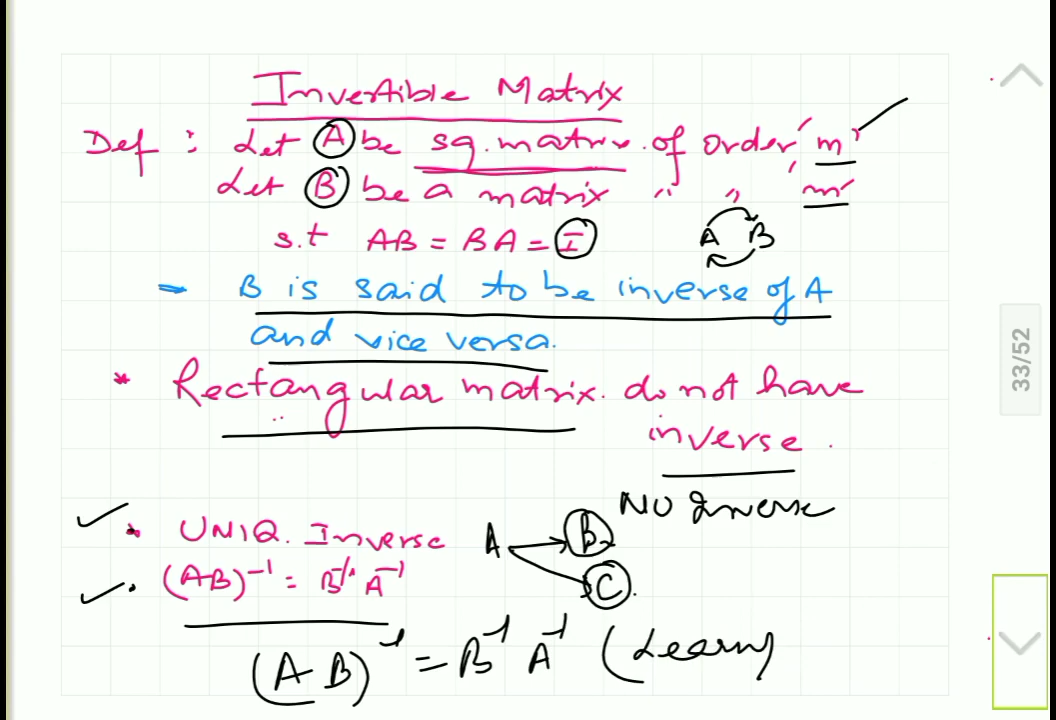 Invertible Matrix
Def : Let A be sq. matrix of order 'm'
Let B be a matrix " " m
s.t AB = BA = I
A B
B is said to be inverse of A
and vice versa.
* Rectangular matrix. do not have
inverse.
NO Inverse
UNIQ. Inverse A B
C
(AB)⁻¹ = B⁻¹ A⁻¹
(AB)⁻¹ = B⁻¹ A⁻¹ (Learn)
33/52